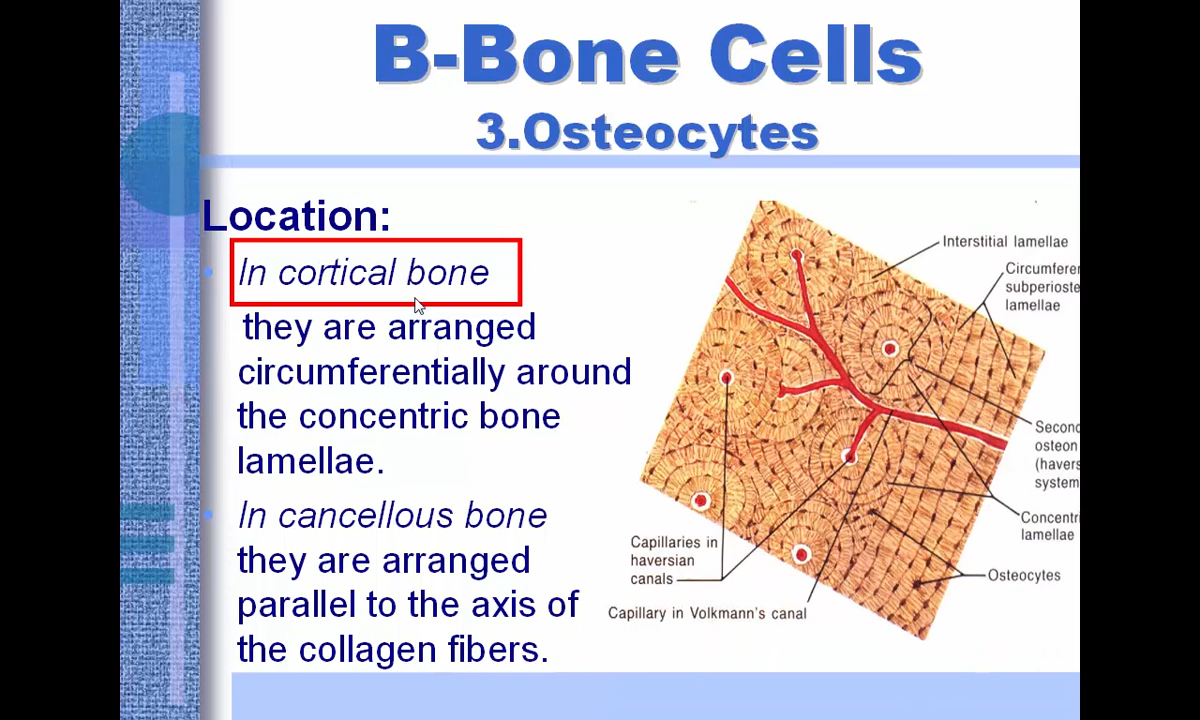 B-Bone Cells
3.Osteocytes
Location:
In cortical bone
they are arranged
circumferentially around
the concentric bone
lamellae.
In cancellous bone
they are arranged
parallel to the axis of
the collagen fibers.
Interstitial lamellae
Circumfere
subperioste
lamellae
Second
osteon
(havers
system
Concentri
lamellae
Osteocytes
Capillaries in
haversian
canals
Capillary in Volkmann's canal